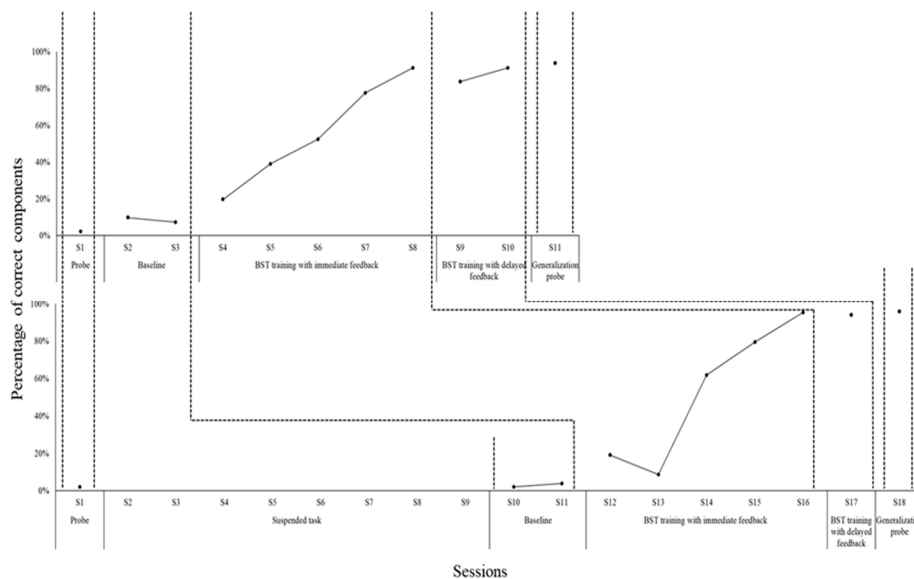 Percentage of correct components
100%
80%
60%
40%
20%
0%
S1 S2 S3 S4 S5 S6 S7 S8 S9 S10 S11
Probe Baseline BST training with immediate feedback BST training with delayed feedback Generalization probe
100%
80%
60%
40%
20%
0%
S1 S2 S3 S4 S5 S6 S7 S8 S9 S10 S11 S12 S13 S14 S15 S16 S17 S18
Probe Suspended task Baseline BST training with immediate feedback BST training with delayed feedback Generalizati probe
Sessions